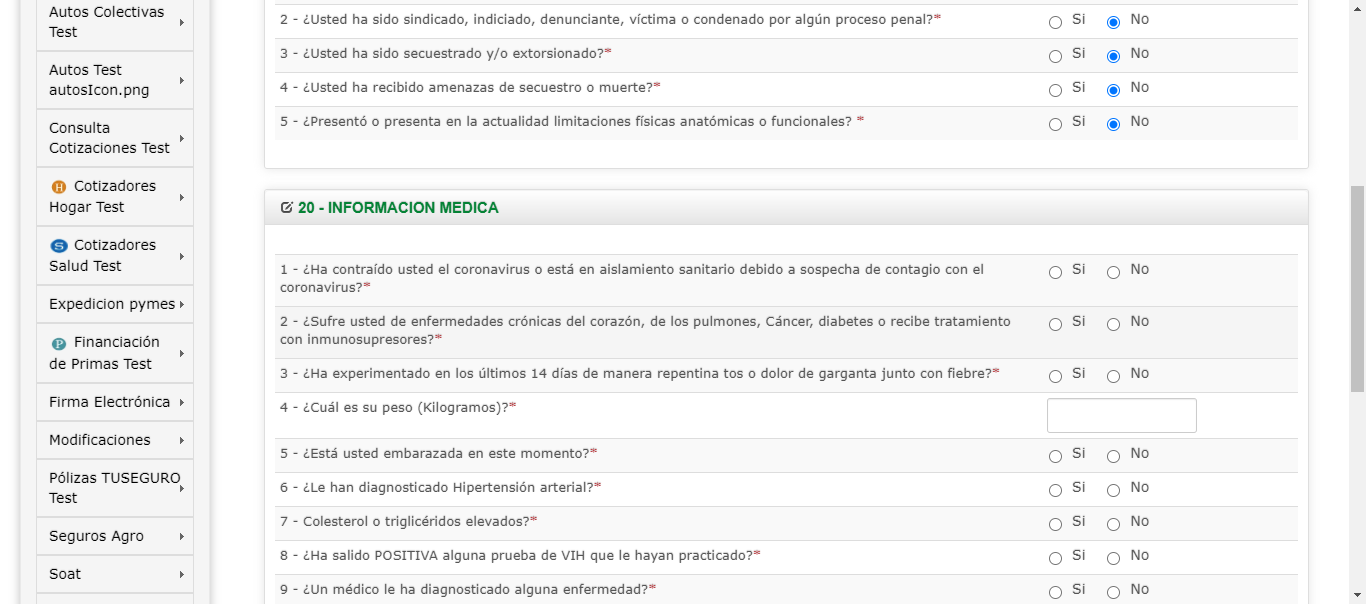 Autos Colectivas
Test
Autos Test
autosIcon.png
Consulta
Cotizaciones Test
H Cotizadores
Hogar Test
S Cotizadores
Salud Test
Expedicion pymes
P Financiación
de Primas Test
Firma Electrónica
Modificaciones
Pólizas TUSEGURO
Test
Seguros Agro
Soat
2 - ¿Usted ha sido sindicado, indiciado, denunciante, víctima o condenado por algún proceso penal?* Si No
3 - ¿Usted ha sido secuestrado y/o extorsionado?* Si No
4 - ¿Usted ha recibido amenazas de secuestro o muerte?* Si No
5 - ¿Presentó o presenta en la actualidad limitaciones físicas anatómicas o funcionales? * Si No
20 - INFORMACION MEDICA
1 - ¿Ha contraído usted el coronavirus o está en aislamiento sanitario debido a sospecha de contagio con el Si No
coronavirus?*
2 - ¿Sufre usted de enfermedades crónicas del corazón, de los pulmones, Cáncer, diabetes o recibe tratamiento Si No
con inmunosupresores?*
3 - ¿Ha experimentado en los últimos 14 días de manera repentina tos o dolor de garganta junto con fiebre?* Si No
4 - ¿Cuál es su peso (Kilogramos)?*
5 - ¿Está usted embarazada en este momento?* Si No
6 - ¿Le han diagnosticado Hipertensión arterial?* Si No
7 - Colesterol o triglicéridos elevados?* Si No
8 - ¿Ha salido POSITIVA alguna prueba de VIH que le hayan practicado?* Si No
9 - ¿Un médico le ha diagnosticado alguna enfermedad?* Si No